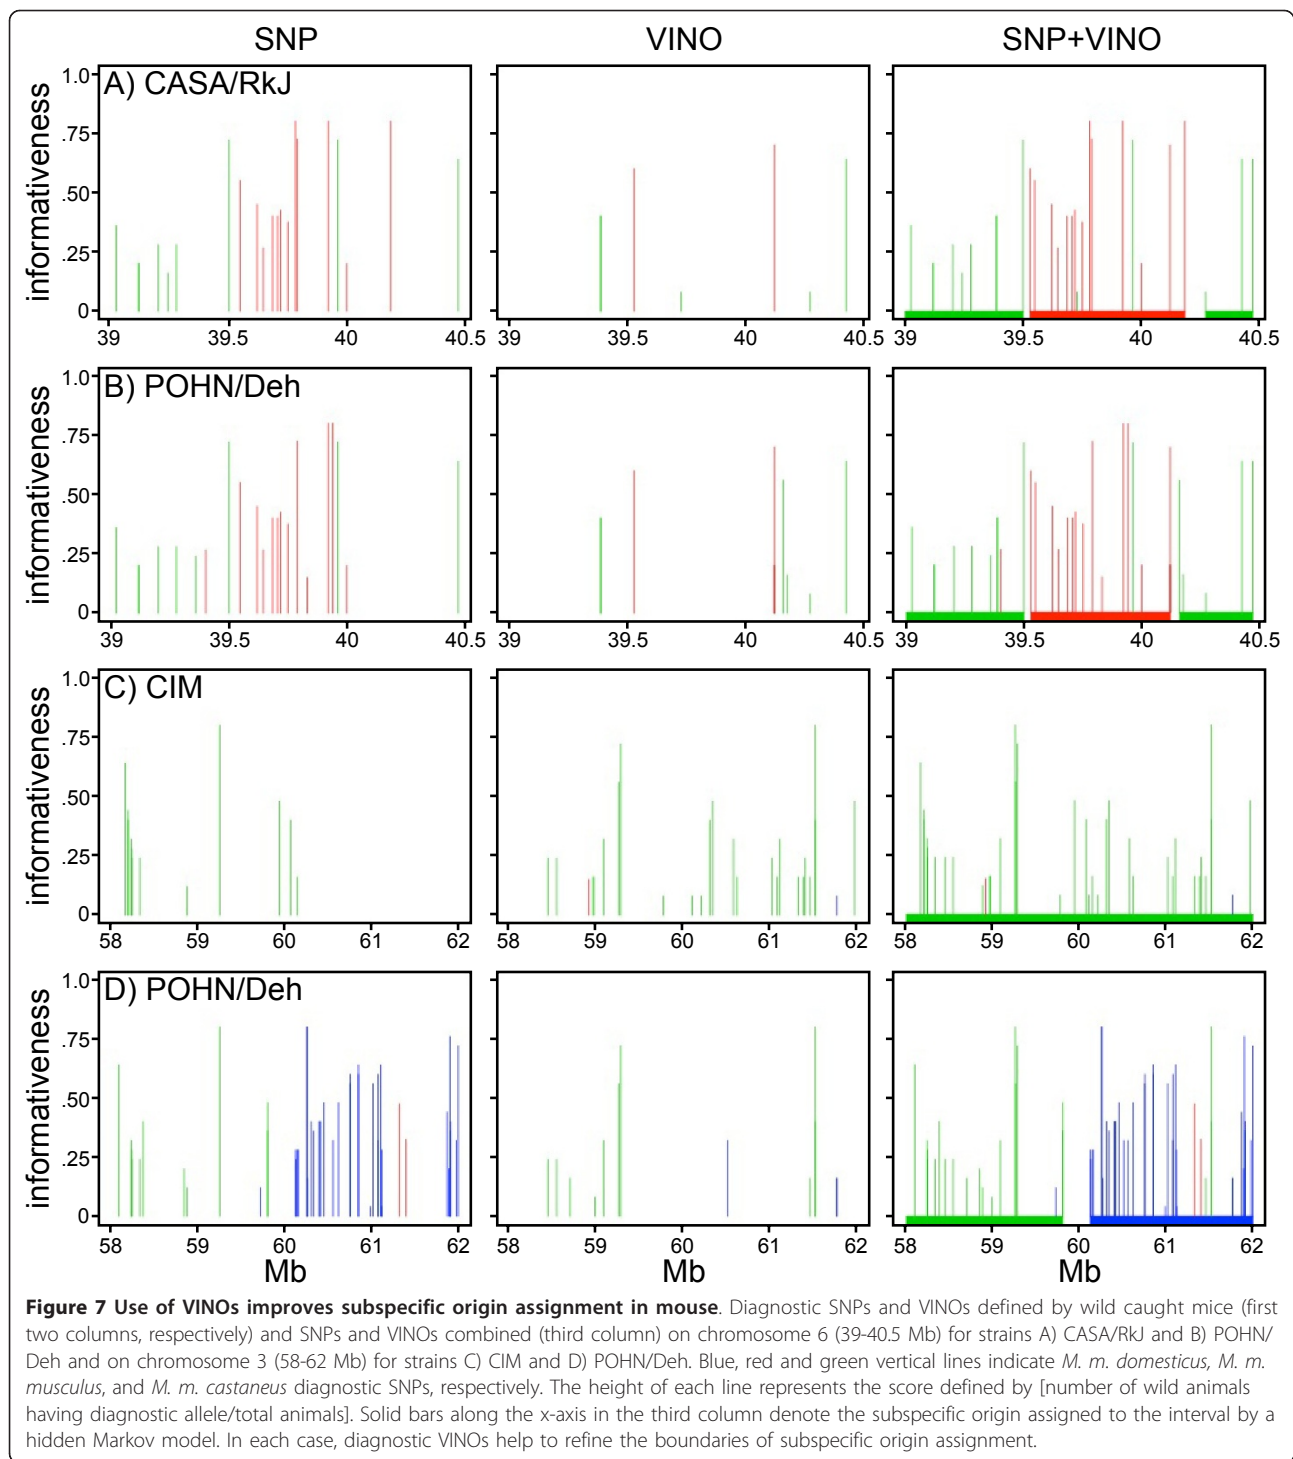 SNP VINO SNP+VINO
A) CASA/RkJ
informativeness
1.0
.75
.50
.25
0
39 39.5 40 40.5
39 39.5 40 40.5
39 39.5 40 40.5
B) POHN/Deh
informativeness
1.0
.75
.50
.25
0
39 39.5 40 40.5
39 39.5 40 40.5
39 39.5 40 40.5
C) CIM
informativeness
1.0
.75
.50
.25
0
58 59 60 61 62
58 59 60 61 62
58 59 60 61 62
D) POHN/Deh
informativeness
1.0
.75
.50
.25
0
58 59 60 61 62
58 59 60 61 62
58 59 60 61 62
Mb Mb Mb
Figure 7 Use of VINOs improves subspecific origin assignment in mouse. Diagnostic SNPs and VINOs defined by wild caught mice (first
two columns, respectively) and SNPs and VINOs combined (third column) on chromosome 6 (39-40.5 Mb) for strains A) CASA/RkJ and B) POHN/
Deh and on chromosome 3 (58-62 Mb) for strains C) CIM and D) POHN/Deh. Blue, red and green vertical lines indicate M. m. domesticus, M. m.
musculus, and M. m. castaneus diagnostic SNPs, respectively. The height of each line represents the score defined by [number of wild animals
having diagnostic allele/total animals]. Solid bars along the x-axis in the third column denote the subspecific origin assigned to the interval by a
hidden Markov model. In each case, diagnostic VINOs help to refine the boundaries of subspecific origin assignment.